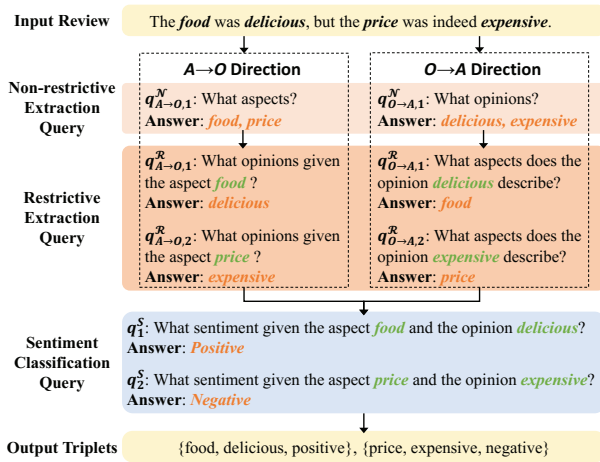 Input Review
The food was delicious, but the price was indeed expensive.
A→O Direction
O→A Direction
Non-restrictive
Extraction
Query
q^N_{A→O,1}: What aspects?
Answer: food, price
q^N_{O→A,1}: What opinions?
Answer: delicious, expensive
Restrictive
Extraction
Query
q^R_{A→O,1}: What opinions given
the aspect food ?
Answer: delicious
q^R_{A→O,2}: What opinions given
the aspect price ?
Answer: expensive
q^R_{O→A,1}: What aspects does the
opinion delicious describe?
Answer: food
q^R_{O→A,2}: What aspects does the
opinion expensive describe?
Answer: price
Sentiment
Classification
Query
q^S_1: What sentiment given the aspect food and the opinion delicious?
Answer: Positive
q^S_2: What sentiment given the aspect price and the opinion expensive?
Answer: Negative
Output Triplets
{food, delicious, positive}, {price, expensive, negative}